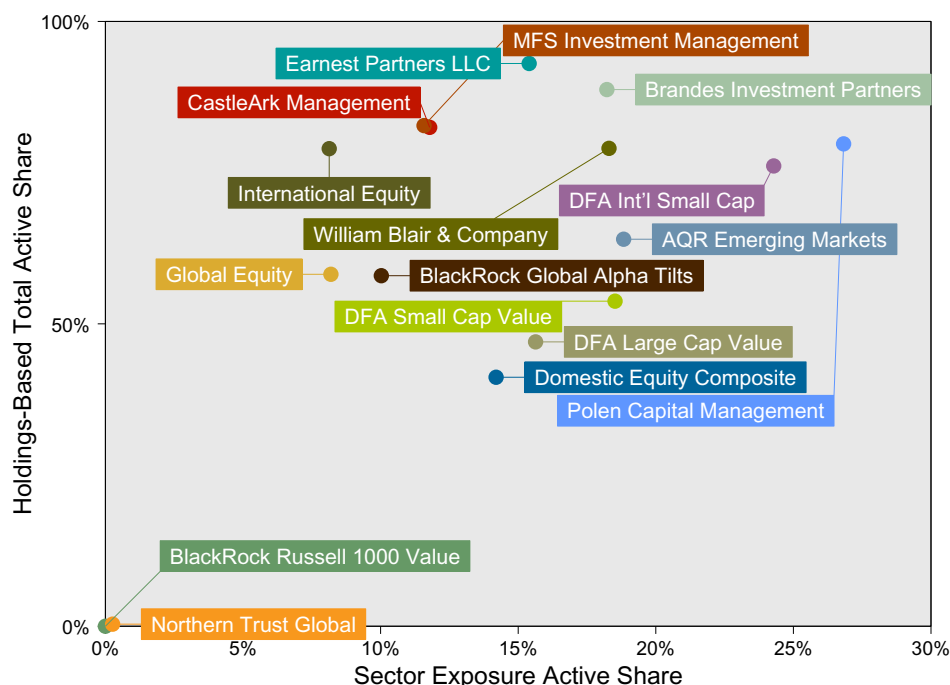 100%
MFS Investment Management
Earnest Partners LLC
Brandes Investment Partners
CastleArk Management
International Equity
DFA Int'l Small Cap
William Blair & Company
AQR Emerging Markets
Global Equity
BlackRock Global Alpha Tilts
DFA Small Cap Value
50%
DFA Large Cap Value
Domestic Equity Composite
Polen Capital Management
Holdings-Based Total Active Share
BlackRock Russell 1000 Value
Northern Trust Global
0%
0%
5%
10%
15%
20%
25%
30%
Sector Exposure Active Share